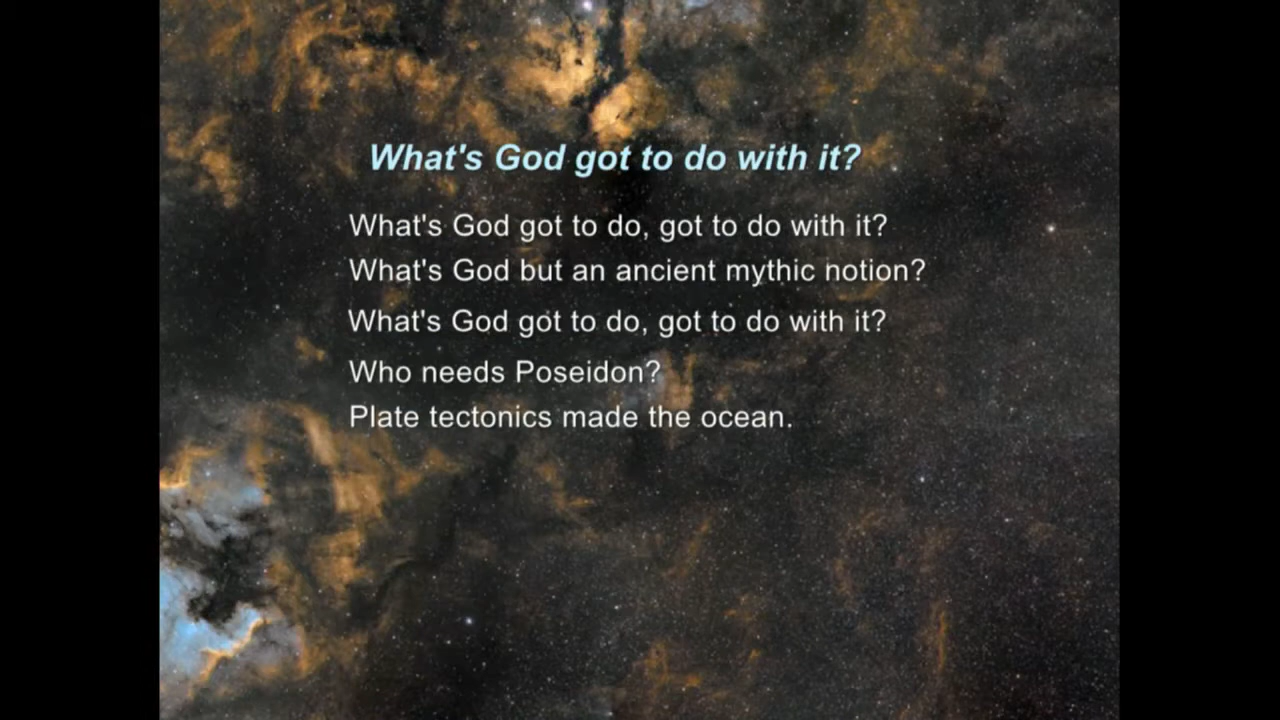 What's God got to do with it?
What's God got to do, got to do with it?
What's God but an ancient mythic notion?
What's God got to do, got to do with it?
Who needs Poseidon?
Plate tectonics made the ocean.